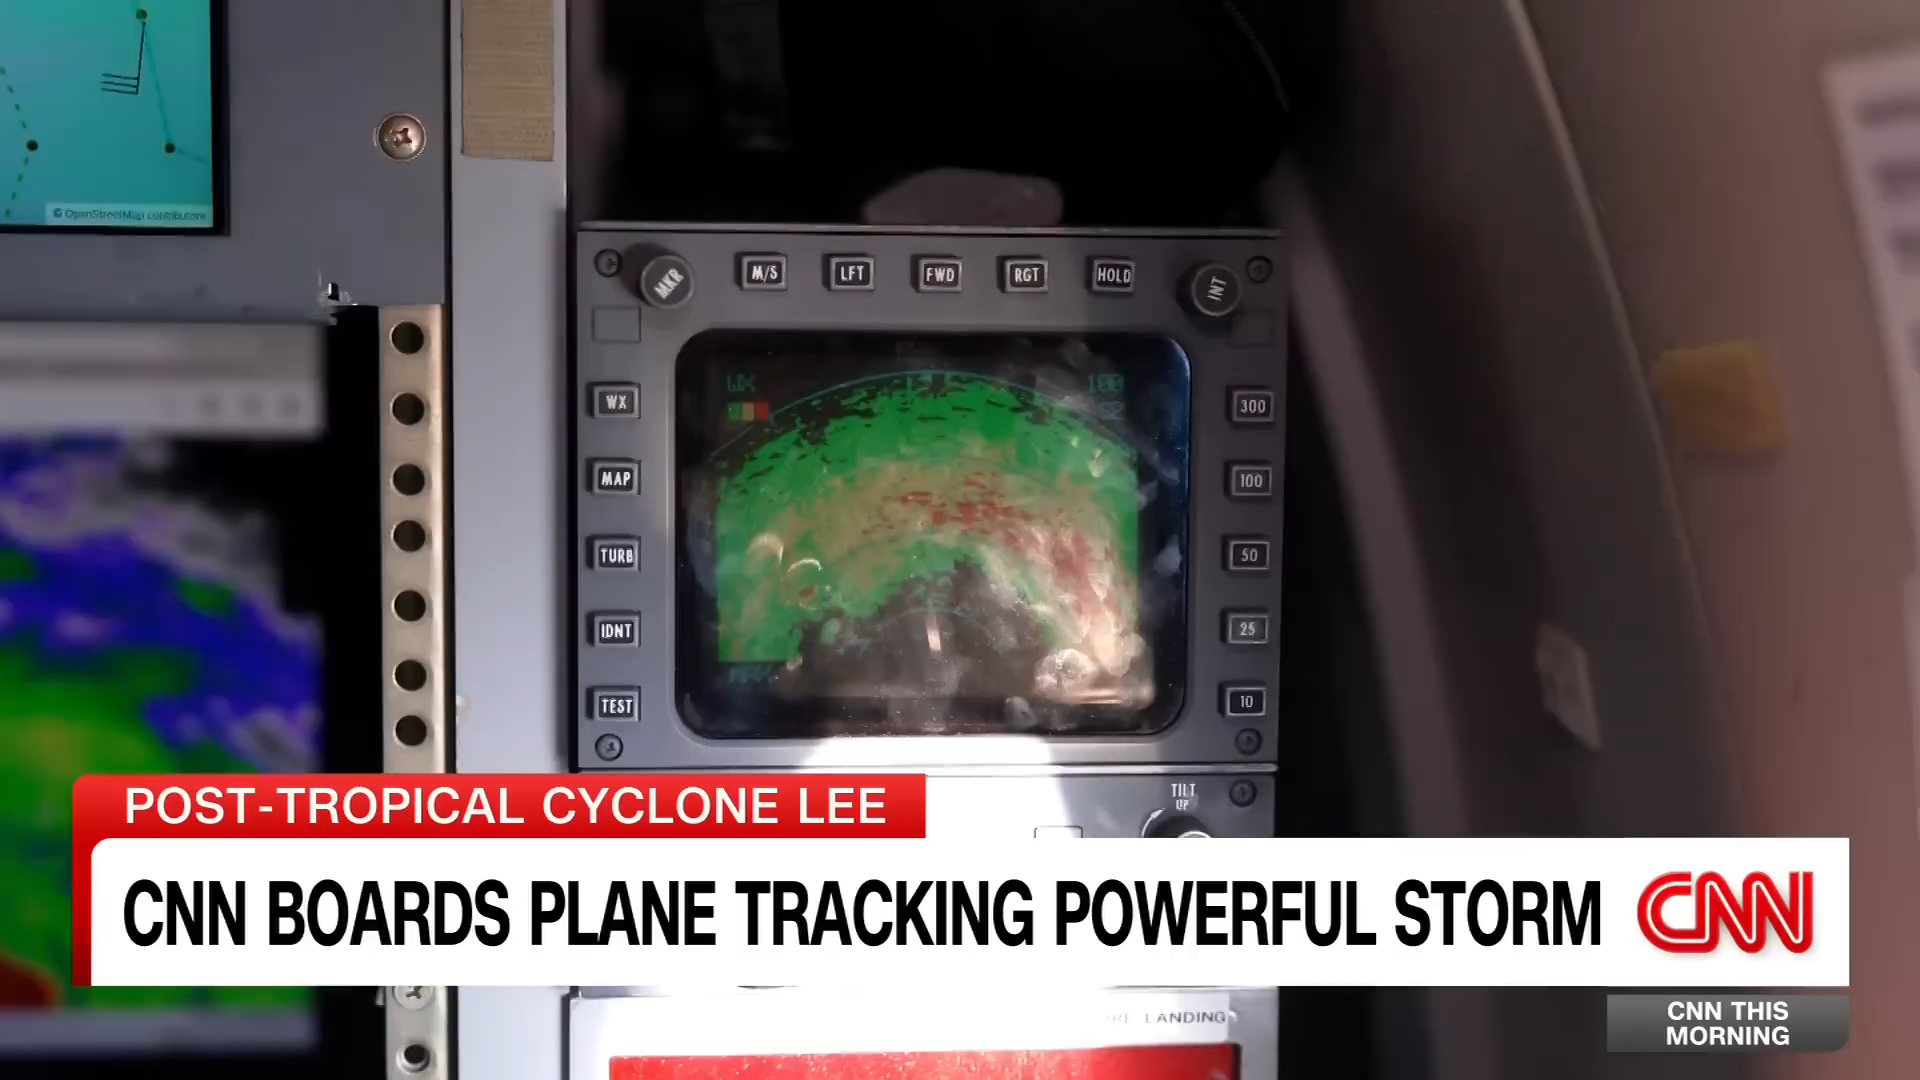 © OpenStreetMap contributors
MKR
M/S
LFT
FWD
RGT
HOLD
INT
WX
MAP
TURB
IDNT
TEST
100
300
100
50
25
10
TILT
UP
POST-TROPICAL CYCLONE LEE
CNN BOARDS PLANE TRACKING POWERFUL STORM
CNN
LANDING
CNN THIS
MORNING